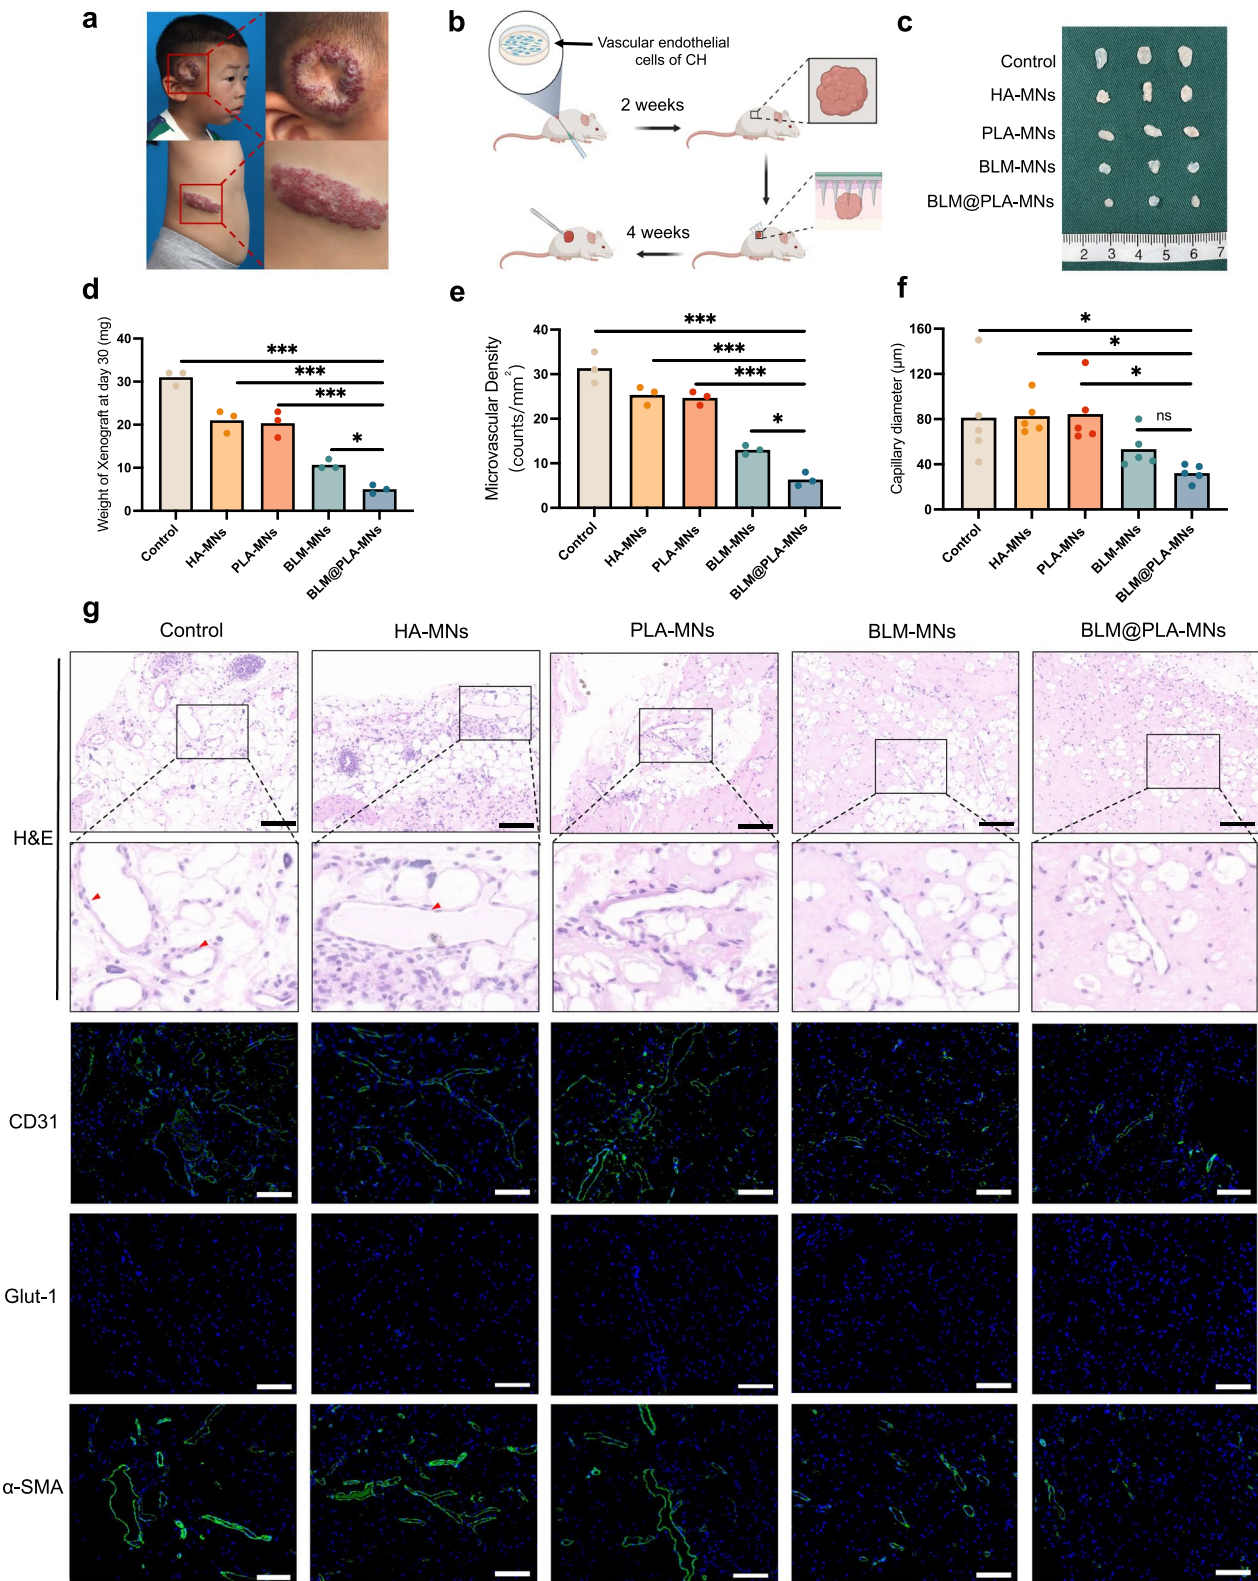 a
b
Vascular endothelial
cells of CH
2 weeks
4 weeks
c
Control
HA-MNs
PLA-MNs
BLM-MNs
BLM@PLA-MNs
2 3 4 5 6 7
d
Weight of Xenograft at day 30 (mg)
40
30
20
10
0
***
***
***
*
Control
HA-MNs
PLA-MNs
BLM-MNs
BLM@PLA-MNs
e
Microvascular Density
(counts/mm²)
40
30
20
10
0
***
***
***
*
Control
HA-MNs
PLA-MNs
BLM-MNs
BLM@PLA-MNs
f
Capillary diameter (μm)
160
120
80
40
0
*
*
*
ns
Control
HA-MNs
PLA-MNs
BLM-MNs
BLM@PLA-MNs
g
Control HA-MNs PLA-MNs BLM-MNs BLM@PLA-MNs
H&E
CD31
Glut-1
α-SMA